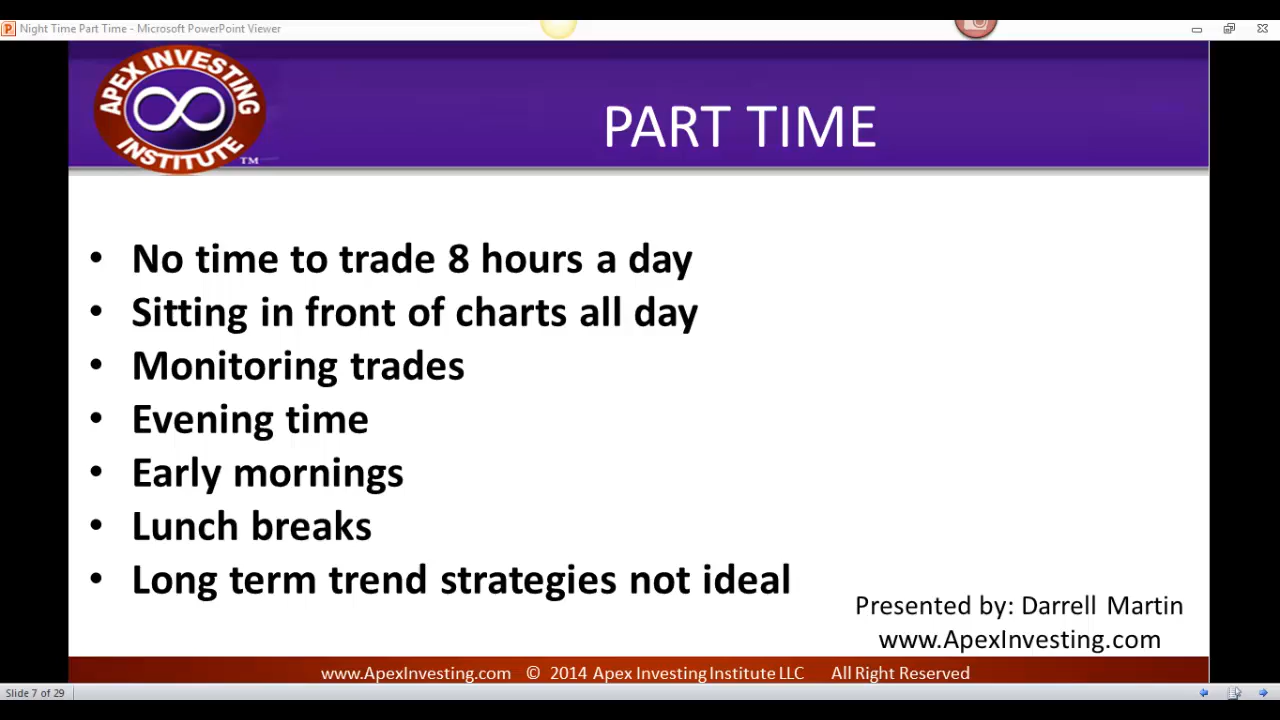 Night Time Part Time - Microsoft PowerPoint Viewer
APEX INVESTING
INSTITUTE TM
PART TIME
• No time to trade 8 hours a day
• Sitting in front of charts all day
• Monitoring trades
• Evening time
• Early mornings
• Lunch breaks
• Long term trend strategies not ideal
Presented by: Darrell Martin
www.ApexInvesting.com
www.ApexInvesting.com © 2014 Apex Investing Institute LLC All Right Reserved
Slide 7 of 29